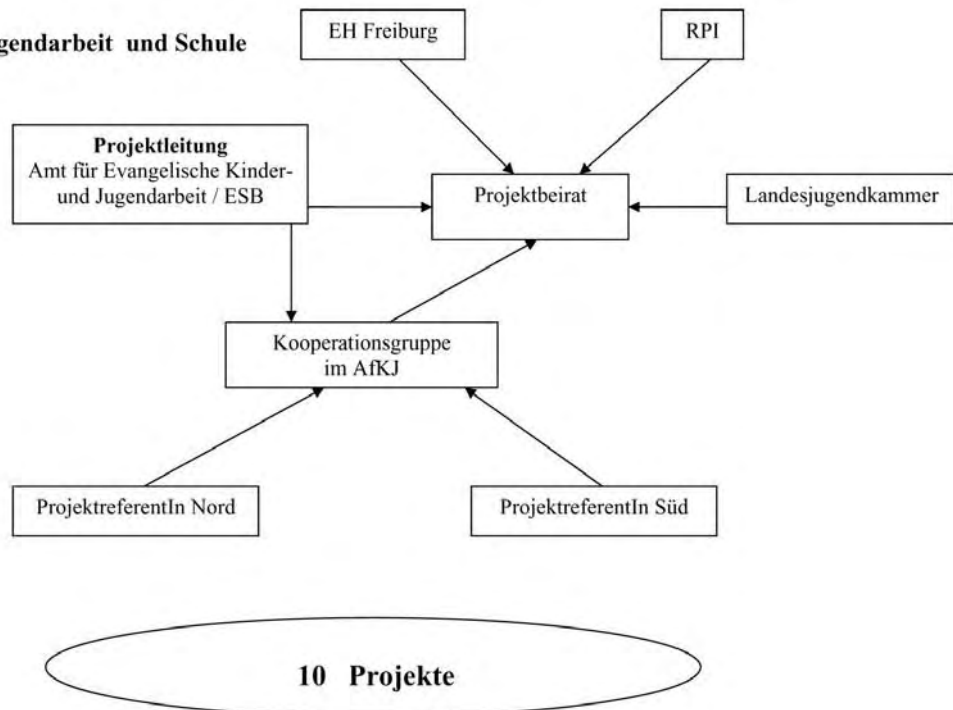 EH Freiburg
RPI
gendarbeit und Schule
Projektleitung
Amt für Evangelische Kinder-
und Jugendarbeit / ESB
Projektbeirat
Landesjugendkammer
Kooperationsgruppe
im AfKJ
ProjektreferentIn Nord
ProjektreferentIn Süd
10 Projekte